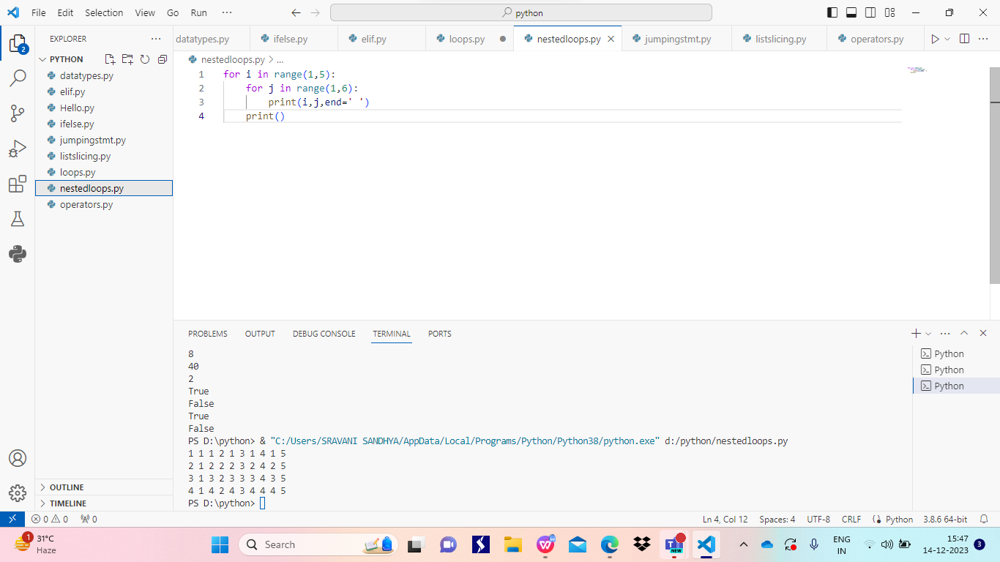 File Edit Selection View Go Run ···
python
EXPLORER ···
PYTHON
datatypes.py
elif.py
Hello.py
ifelse.py
jumpingstmt.py
listslicing.py
loops.py
nestedloops.py
operators.py
OUTLINE
TIMELINE
2
datatypes.py ifelse.py elif.py loops.py nestedloops.py jumpingstmt.py listslicing.py operators.py
nestedloops.py > ...
1 for i in range(1,5):
2 for j in range(1,6):
3 print(i,j,end=' ')
4 print()
PROBLEMS OUTPUT DEBUG CONSOLE TERMINAL PORTS
8
40
2
True
False
True
False
PS D:\python> & "C:/Users/SRAVANI SANDHYA/AppData/Local/Programs/Python/Python38/python.exe" d:/python/nestedloops.py
1 1 1 2 1 3 1 4 1 5
2 1 2 2 2 3 2 4 2 5
3 1 3 2 3 3 3 4 3 5
4 1 4 2 4 3 4 4 4 5
PS D:\python>
Python
Python
Python
0 0 0 Ln 4, Col 12 Spaces: 4 UTF-8 CRLF Python 3.8.6 64-bit
1 31°C
Haze
Search
NEW
ENG
IN
15:47
14-12-2023
3